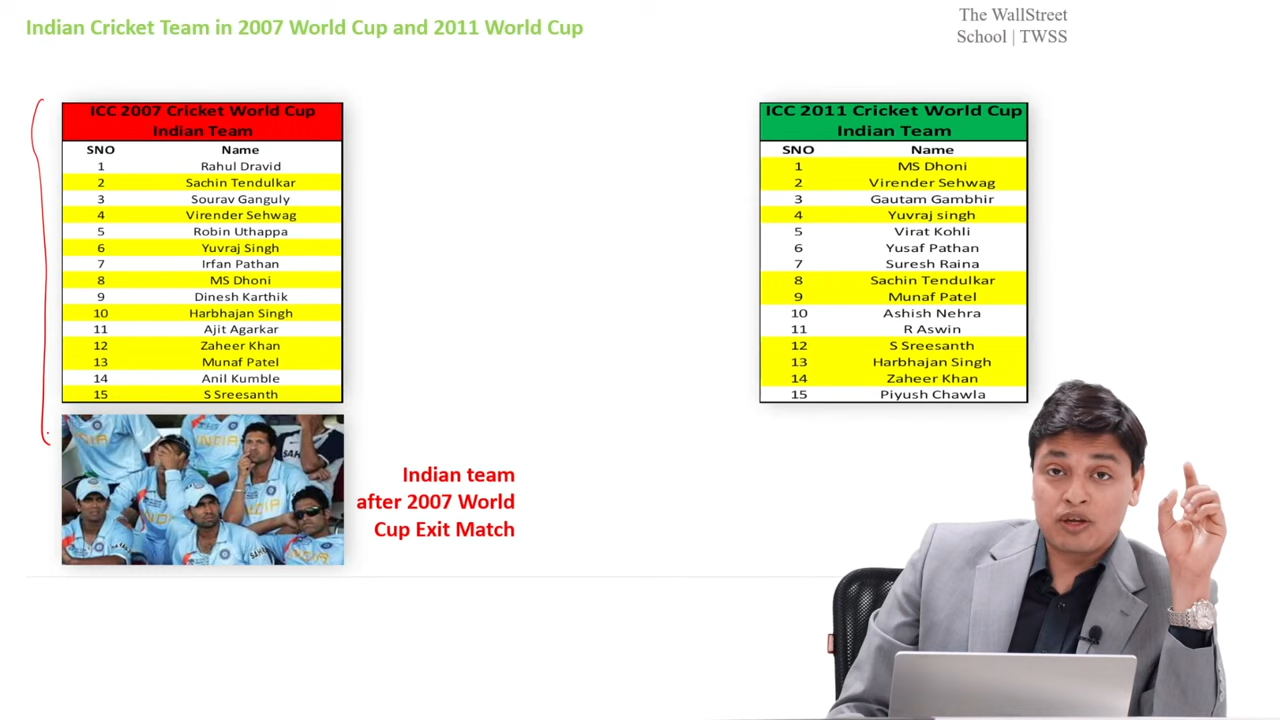 Indian Cricket Team in 2007 World Cup and 2011 World Cup
The WallStreet
School | TWSS
ICC 2007 Cricket World Cup
Indian Team
SNO Name
1 Rahul Dravid
2 Sachin Tendulkar
3 Sourav Ganguly
4 Virender Sehwag
5 Robin Uthappa
6 Yuvraj Singh
7 Irfan Pathan
8 MS Dhoni
9 Dinesh Karthik
10 Harbhajan Singh
11 Ajit Agarkar
12 Zaheer Khan
13 Munaf Patel
14 Anil Kumble
15 S Sreesanth
ICC 2011 Cricket World Cup
Indian Team
SNO Name
1 MS Dhoni
2 Virender Sehwag
3 Gautam Gambhir
4 Yuvraj singh
5 Virat Kohli
6 Yusaf Pathan
7 Suresh Raina
8 Sachin Tendulkar
9 Munaf Patel
10 Ashish Nehra
11 R Aswin
12 S Sreesanth
13 Harbhajan Singh
14 Zaheer Khan
15 Piyush Chawla
INDIA
INDIA
SAH
INDIA
INDIA
SAHA
Indian team
after 2007 World
Cup Exit Match